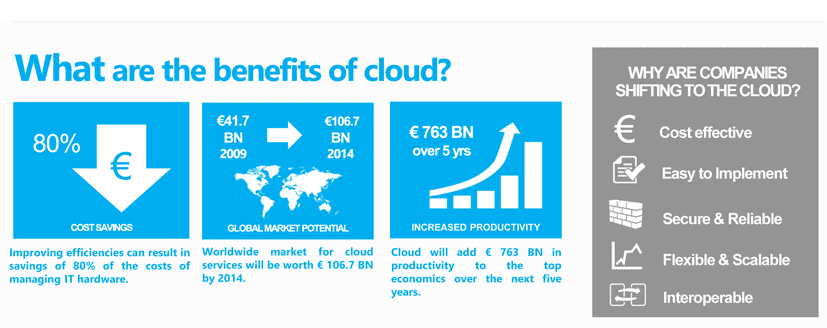 What are the benefits of cloud?
80%
€
COST SAVINGS
Improving efficiencies can result in
savings of 80% of the costs of
managing IT hardware.
€41.7
BN
2009
€106.7
BN
2014
GLOBAL MARKET POTENTIAL
Worldwide market for cloud
services will be worth € 106.7 BN
by 2014.
€ 763 BN
over 5 yrs
INCREASED PRODUCTIVITY
Cloud will add € 763 BN in
productivity to the top
economics over the next five
years.
WHY ARE COMPANIES
SHIFTING TO THE CLOUD?
€ Cost effective
Easy to Implement
Secure & Reliable
Flexible & Scalable
Interoperable